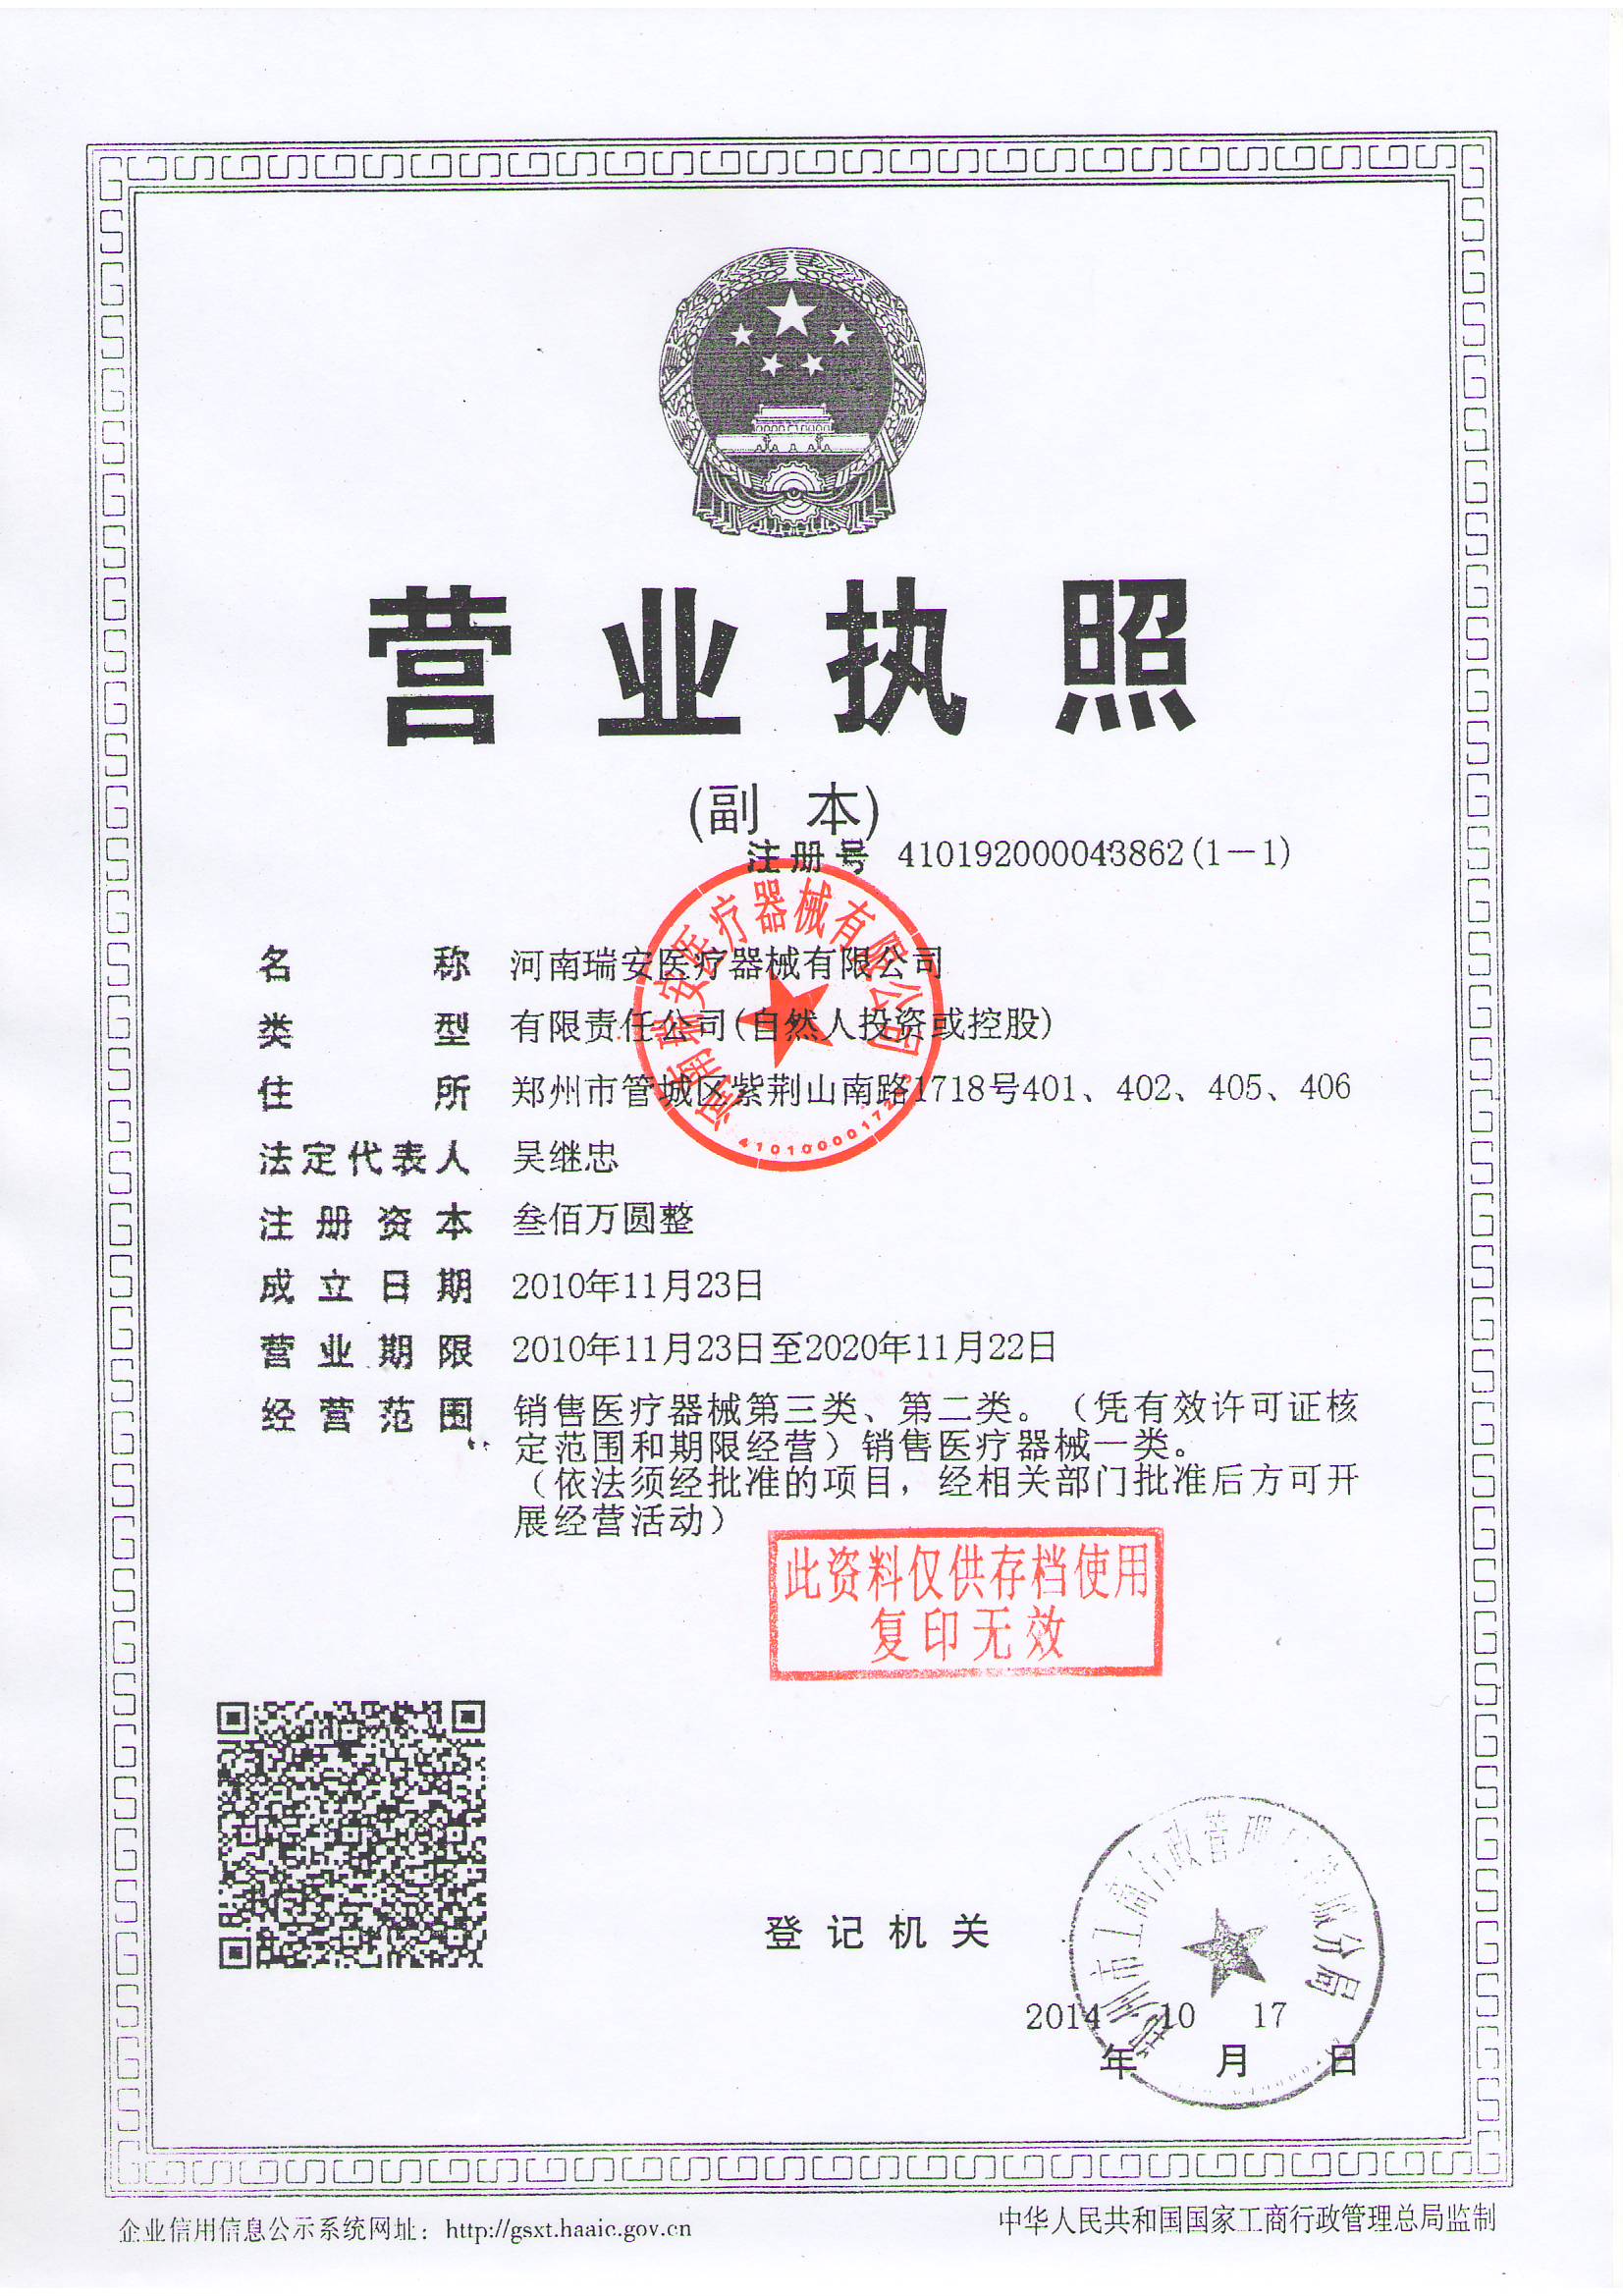 营业执照
(副 本)
注册号 410192000043862(1-1)
河南瑞安医疗器械有限公司
名 称 河南瑞安医疗器械有限公司
类 型 有限责任公司(自然人投资或控股)
住 所 郑州市管城区紫荆山南路1718号401、402、405、406
法定代表人 吴继忠
注册资本 叁佰万圆整
成立日期 2010年11月23日
营业期限 2010年11月23日至2020年11月22日
经营范围 销售医疗器械第三类、第二类。（凭有效许可证核
定范围和期限经营）销售医疗器械一类。
（依法须经批准的项目，经相关部门批准后方可开
展经营活动）
此资料仅供存档使用
复印无效
登记机关
州市工商行政管理 分局
2014 10 17
年 月 日
企业信用信息公示系统网址：http://gsxt.haaic.gov.cn
中华人民共和国国家工商行政管理总局监制